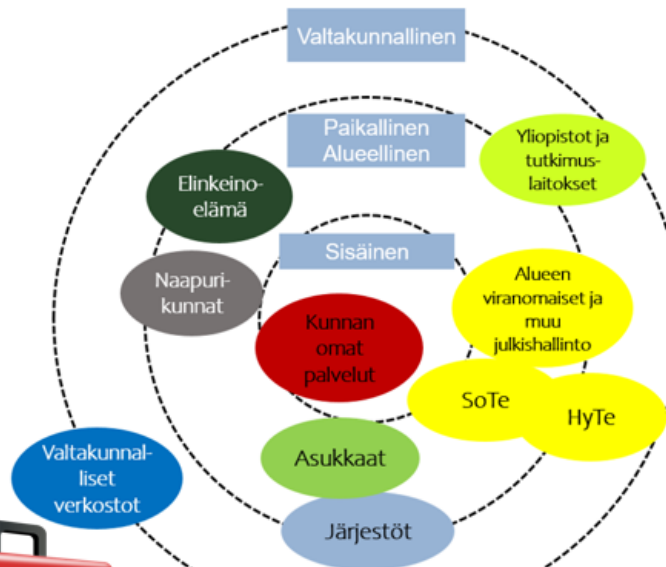 Valtakunnallinen
Paikallinen
Alueellinen
Yliopistot ja
tutkimus-
laitokset
Elinkeino-
elämä
Sisäinen
Naapuri-
kunnat
Alueen
viranomaiset ja
muu
julkishallinto
Kunnan
omat
palvelut
SoTe
HyTe
Asukkaat
Valtakunnal-
liset
verkostot
Järjestöt